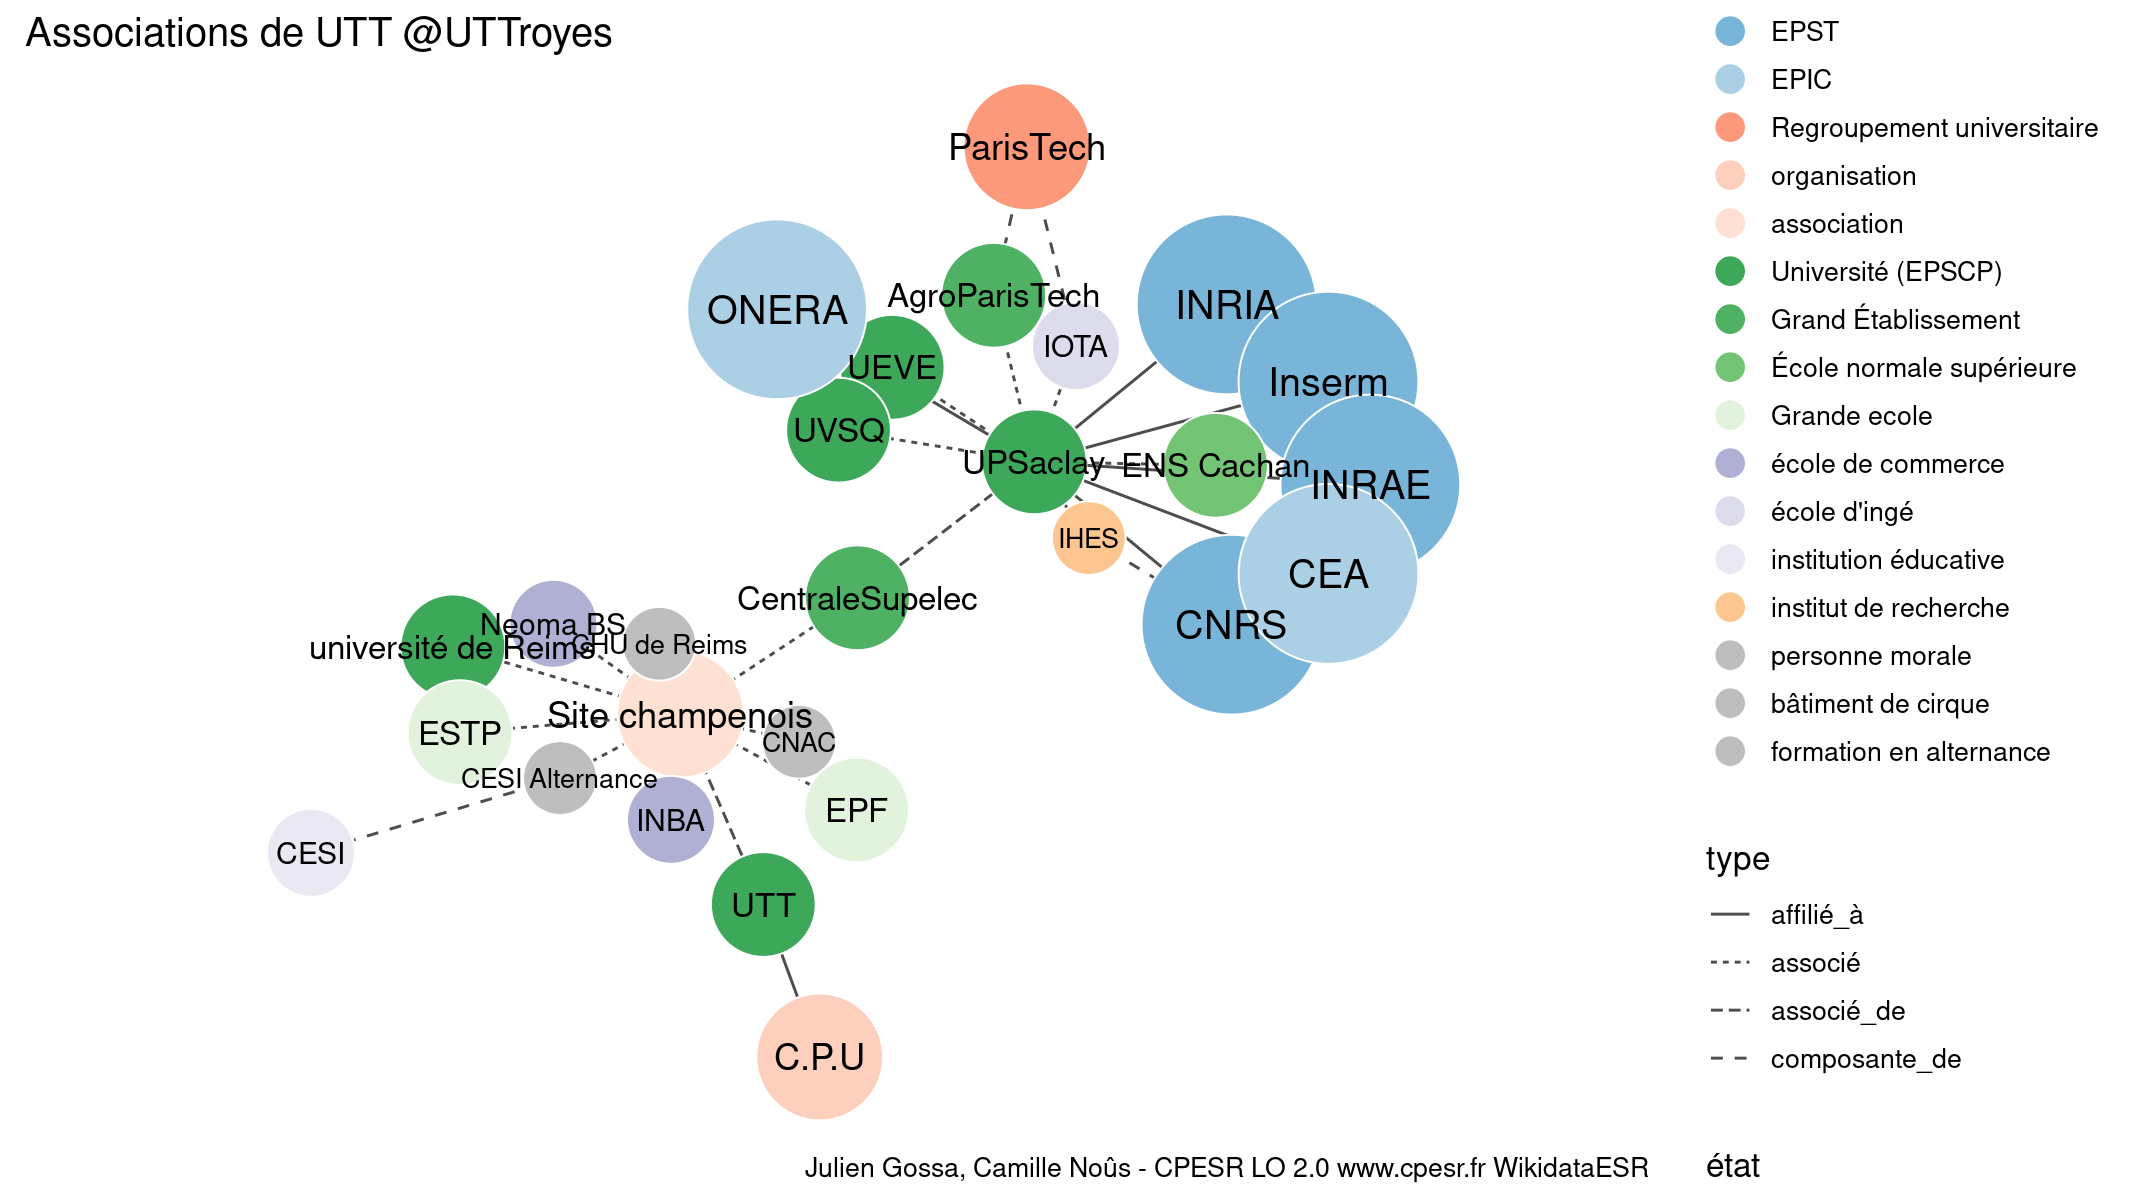 Associations de UTT @UTTroyes
ParisTech
ONERA
AgroParisTech
INRIA
IOTA
UEVE
Inserm
UVSQ
UPSaclay
ENS Cachan
INRAE
IHES
CEA
CNRS
CentraleSupelec
Neoma BS
université de Reims
CHU de Reims
Site champenois
ESTP
CNAC
CESI Alternance
EPF
INBA
CESI
UTT
C.P.U
Julien Gossa, Camille Noûs - CPESR LO 2.0 www.cpesr.fr WikidataESR
EPST
EPIC
Regroupement universitaire
organisation
association
Université (EPSCP)
Grand Établissement
École normale supérieure
Grande ecole
école de commerce
école d'ingé
institution éducative
institut de recherche
personne morale
bâtiment de cirque
formation en alternance
type
affilié_à
associé
associé_de
composante_de
état